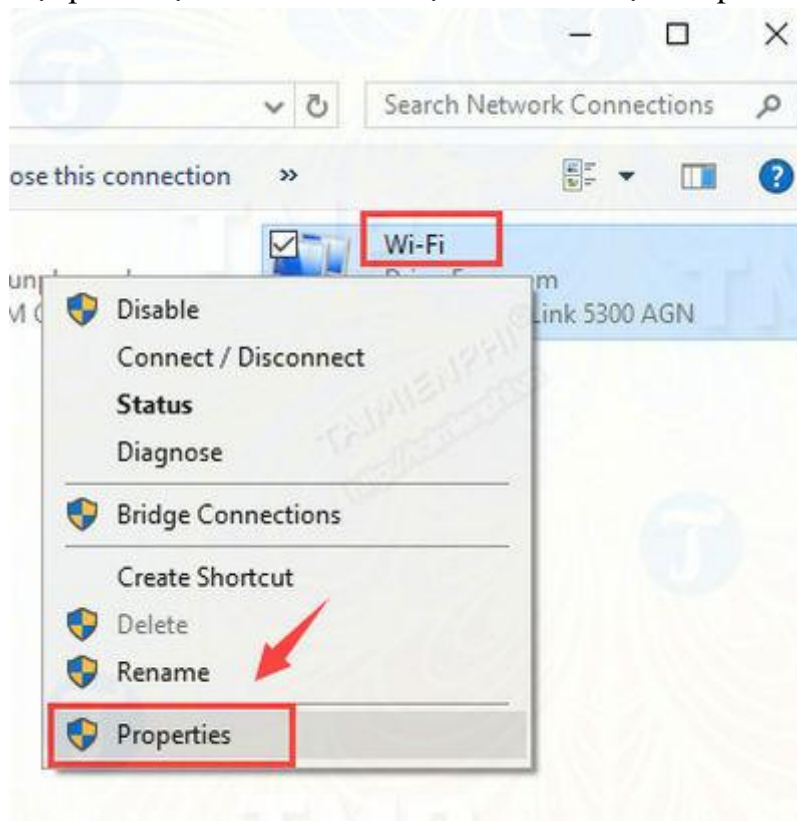 Search Network Connections
ose this connection »
Wi-Fi
Link 5300 AGN
Disable
Connect / Disconnect
Status
Diagnose
Bridge Connections
Create Shortcut
Delete
Rename
Properties
TAIMIENPHI